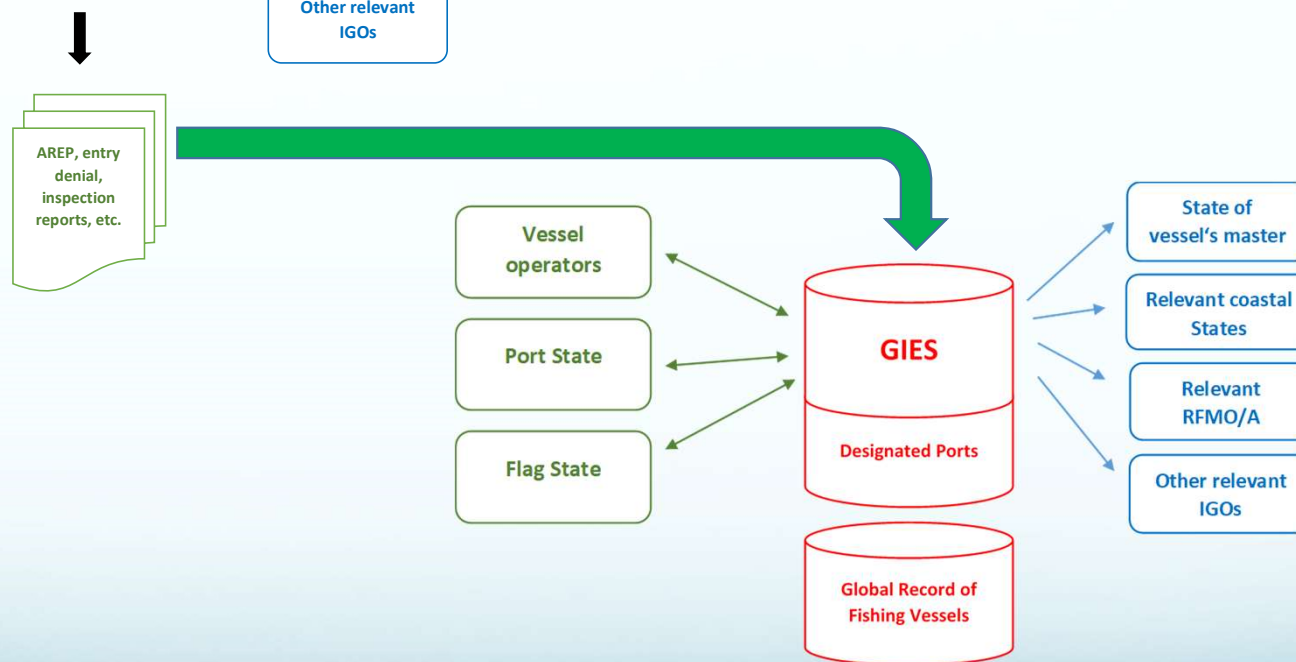 Other relevant
IGOs
AREP, entry
denial,
inspection
reports, etc.
Vessel
operators
Port State
Flag State
GIES
Designated Ports
Global Record of
Fishing Vessels
State of
vessel‘s master
Relevant coastal
States
Relevant
RFMO/A
Other relevant
IGOs